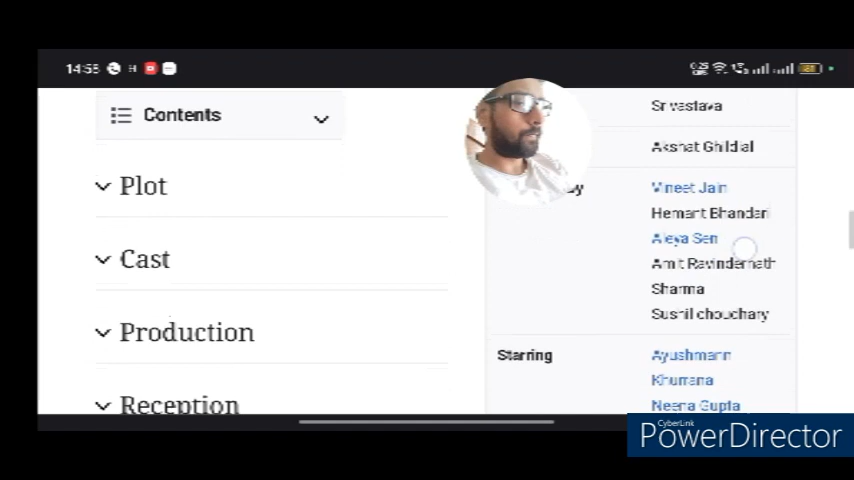 14:58
H
Contents
Plot
Cast
Production
Reception
Srivastava
Akshat Ghildial
Vineet Jain
Hemant Bhandari
Aleya Sen
Amit Ravindernath
Sharma
Sushil choudhary
Starring
Ayushmann
Khurrana
Neena Gupta
CyberLink
PowerDirector